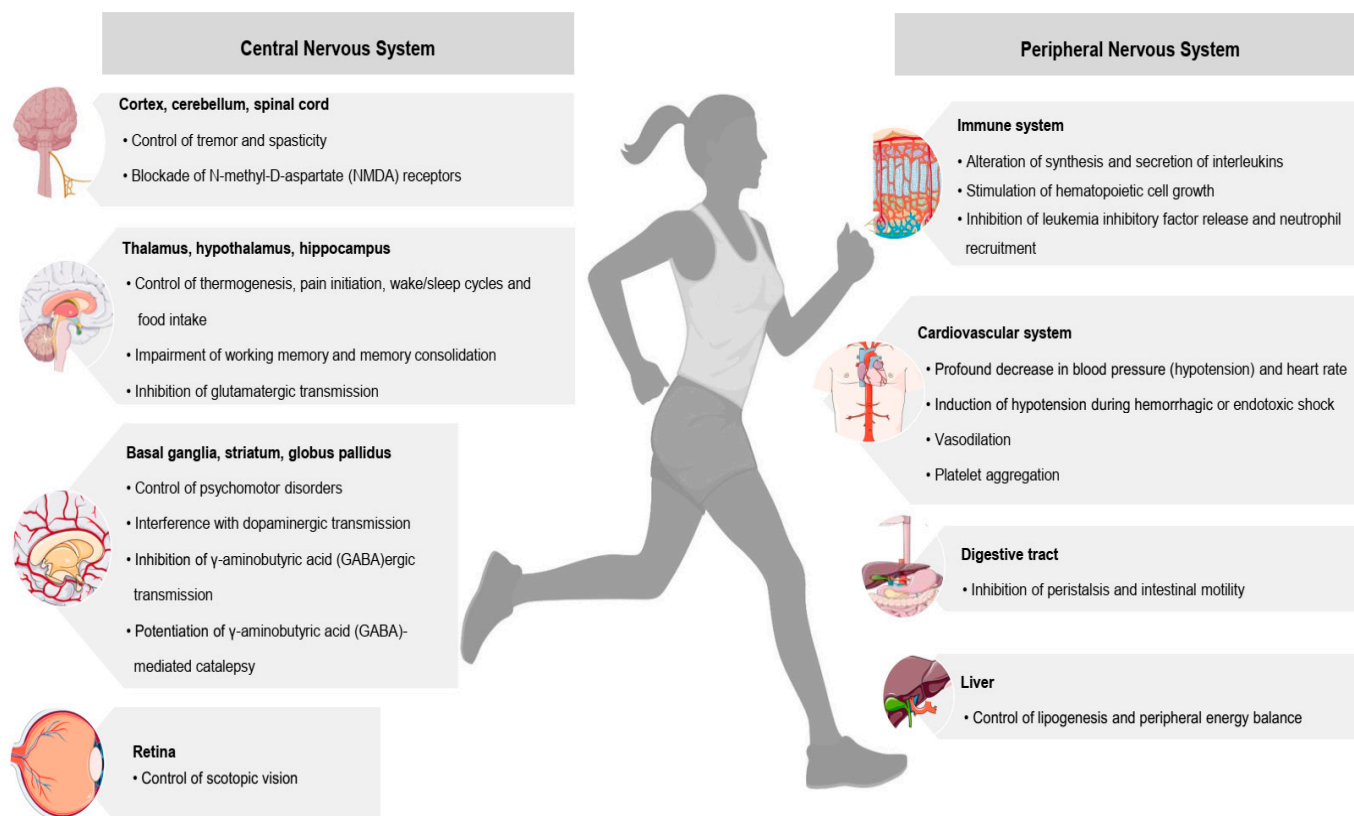 Central Nervous System
Cortex, cerebellum, spinal cord
• Control of tremor and spasticity
• Blockade of N-methyl-D-aspartate (NMDA) receptors
Thalamus, hypothalamus, hippocampus
• Control of thermogenesis, pain initiation, wake/sleep cycles and
food intake
• Impairment of working memory and memory consolidation
• Inhibition of glutamatergic transmission
Basal ganglia, striatum, globus pallidus
• Control of psychomotor disorders
• Interference with dopaminergic transmission
• Inhibition of γ-aminobutyric acid (GABA)ergic
transmission
• Potentiation of γ-aminobutyric acid (GABA)-
mediated catalepsy
Retina
• Control of scotopic vision
Peripheral Nervous System
Immune system
• Alteration of synthesis and secretion of interleukins
• Stimulation of hematopoietic cell growth
• Inhibition of leukemia inhibitory factor release and neutrophil
recruitment
Cardiovascular system
• Profound decrease in blood pressure (hypotension) and heart rate
• Induction of hypotension during hemorrhagic or endotoxic shock
• Vasodilation
• Platelet aggregation
Digestive tract
• Inhibition of peristalsis and intestinal motility
Liver
• Control of lipogenesis and peripheral energy balance